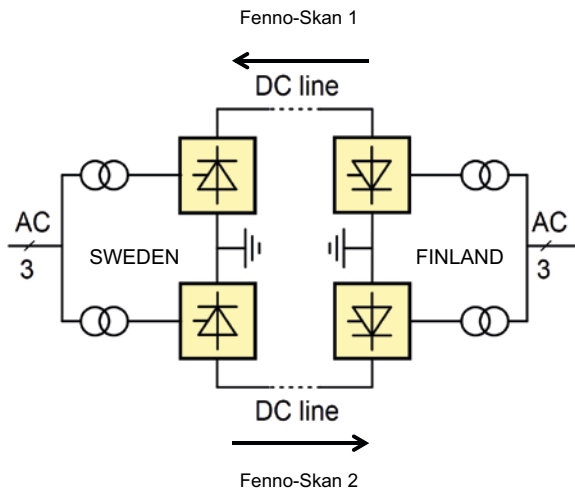 Fenno-Skan 1
DC line
AC
3
SWEDEN
FINLAND
AC
3
DC line
Fenno-Skan 2